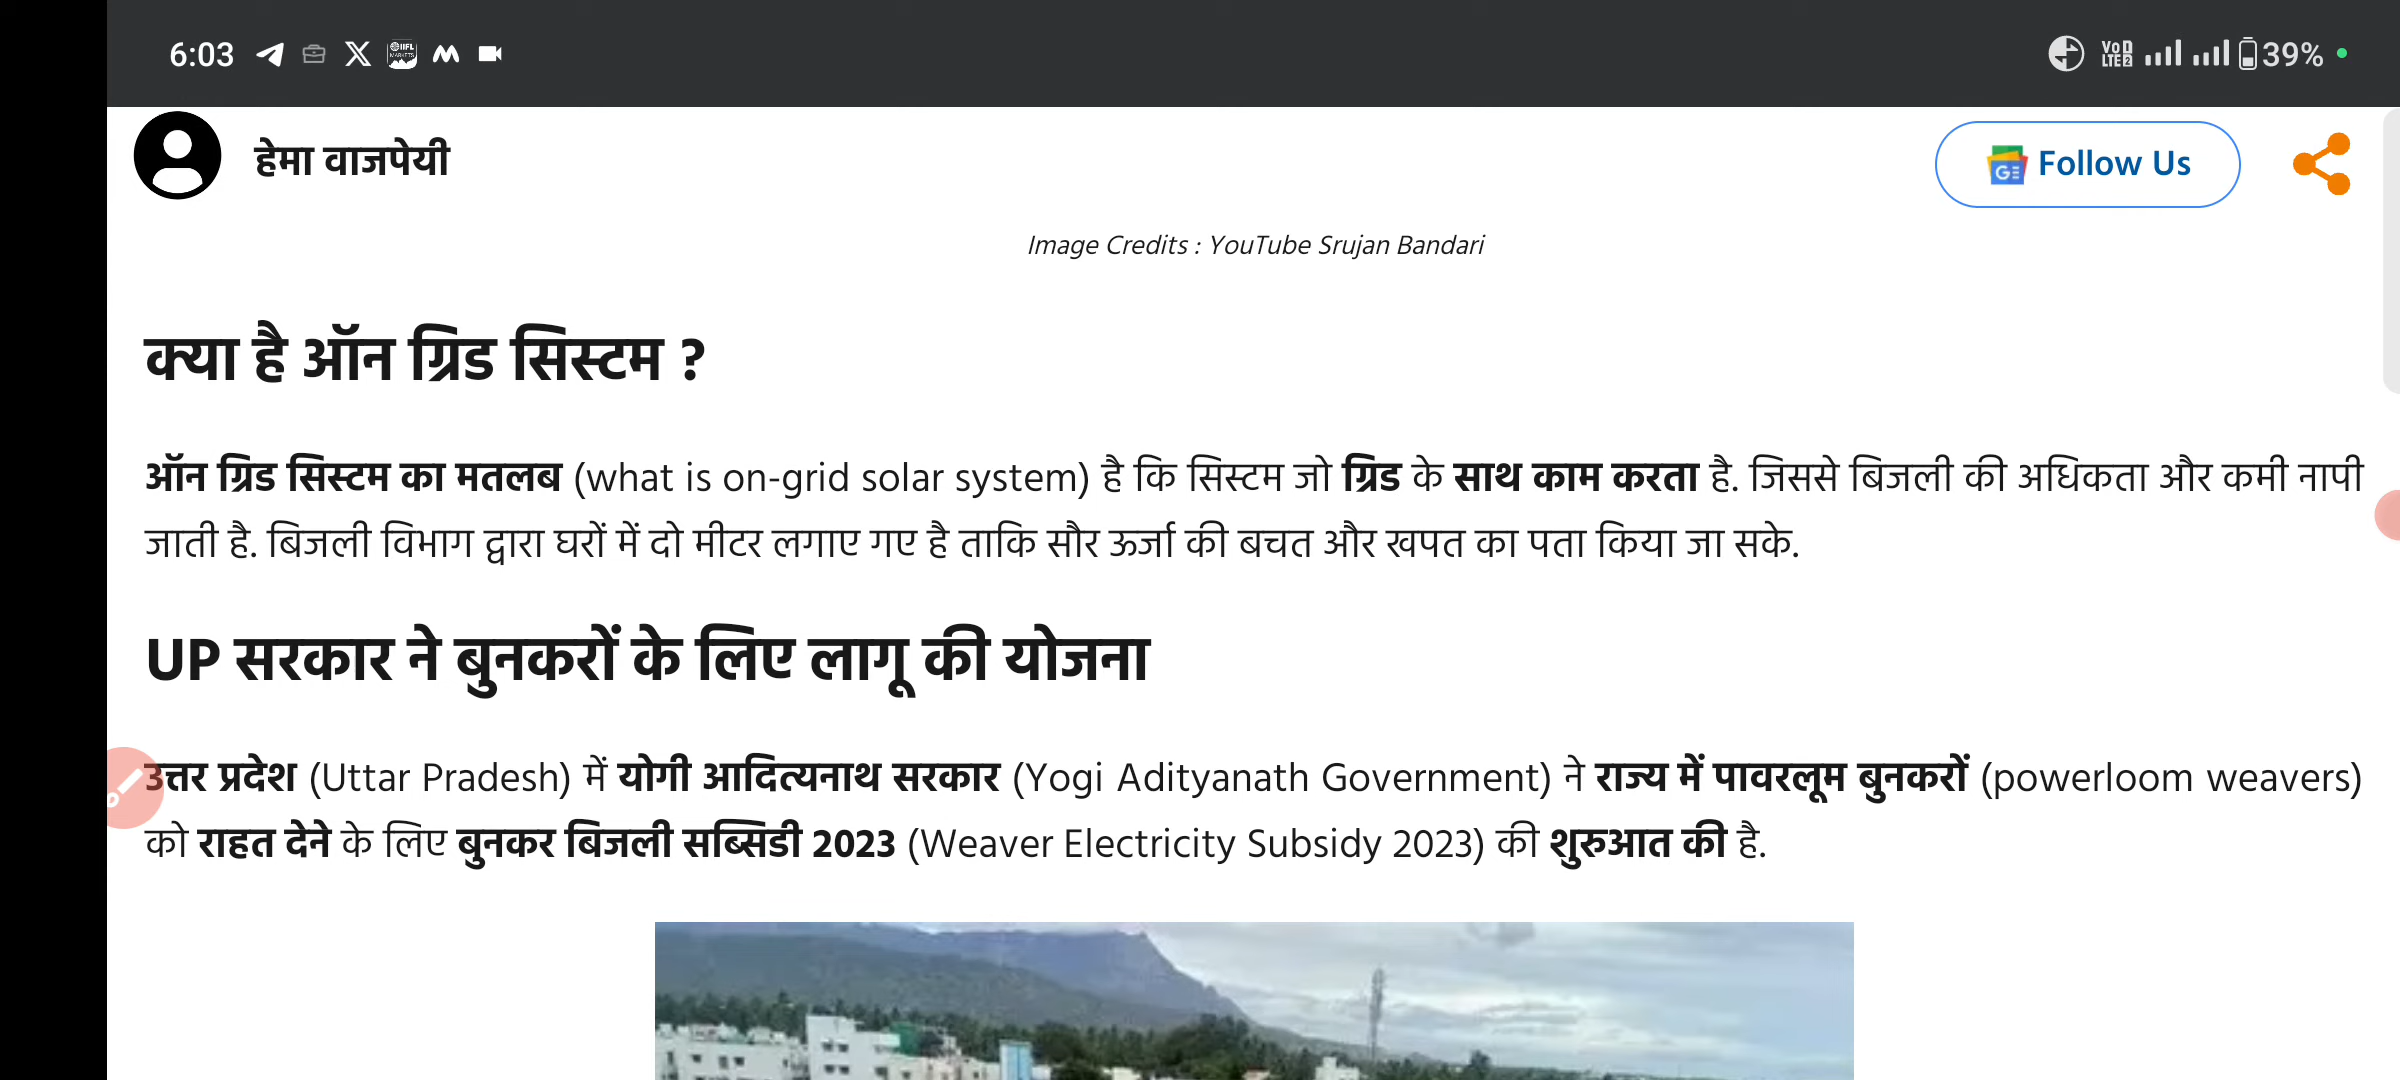 6:03 VoD LTE2 39%
हेमा वाजपेयी Follow Us
Image Credits : YouTube Srujan Bandari
क्या है ऑन ग्रिड सिस्टम ?
ऑन ग्रिड सिस्टम का मतलब (what is on-grid solar system) है कि सिस्टम जो ग्रिड के साथ काम करता है. जिससे बिजली की अधिकता और कमी नापी
जाती है. बिजली विभाग द्वारा घरों में दो मीटर लगाए गए है ताकि सौर ऊर्जा की बचत और खपत का पता किया जा सके.
UP सरकार ने बुनकरों के लिए लागू की योजना
उत्तर प्रदेश (Uttar Pradesh) में योगी आदित्यनाथ सरकार (Yogi Adityanath Government) ने राज्य में पावरलूम बुनकरों (powerloom weavers)
को राहत देने के लिए बुनकर बिजली सब्सिडी 2023 (Weaver Electricity Subsidy 2023) की शुरुआत की है.